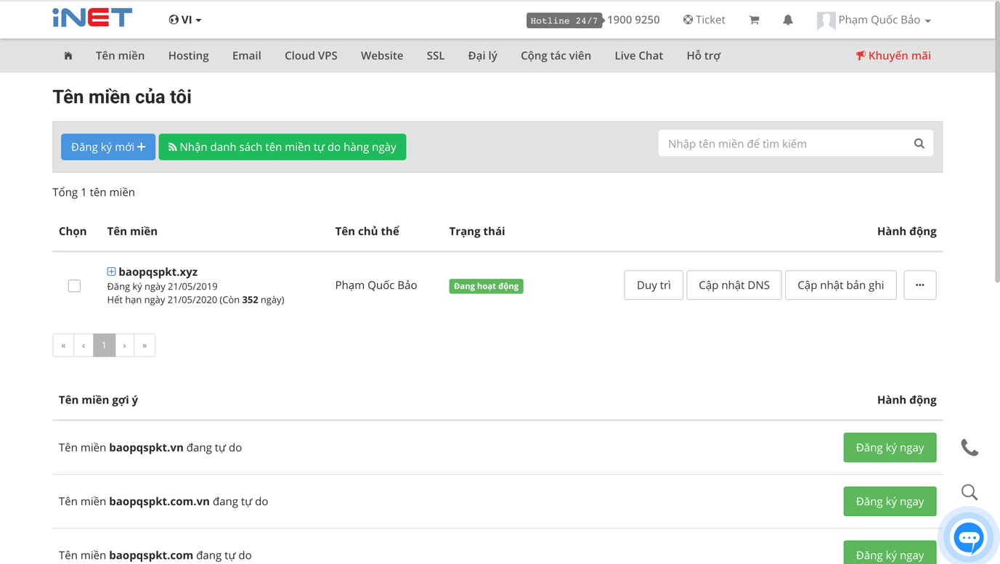 iNET VI Hotline 24/7 1900 9250 Ticket Phạm Quốc Bảo
Tên miền Hosting Email Cloud VPS Website SSL Đại lý Cộng tác viên Live Chat Hỗ trợ Khuyến mãi
Tên miền của tôi
Đăng ký mới + Nhận danh sách tên miền tự do hàng ngày Nhập tên miền để tìm kiếm
Tổng 1 tên miền
Chọn Tên miền Tên chủ thể Trạng thái Hành động
baopqspkt.xyz
Đăng ký ngày 21/05/2019
Hết hạn ngày 21/05/2020 (Còn 352 ngày)
Phạm Quốc Bảo Đang hoạt động Duy trì Cập nhật DNS Cập nhật bản ghi ...
« ‹ 1 › »
Tên miền gợi ý Hành động
Tên miền baopqspkt.vn đang tự do Đăng ký ngay
Tên miền baopqspkt.com.vn đang tự do Đăng ký ngay
Tên miền baopqspkt.com đang tự do Đăng ký ngay